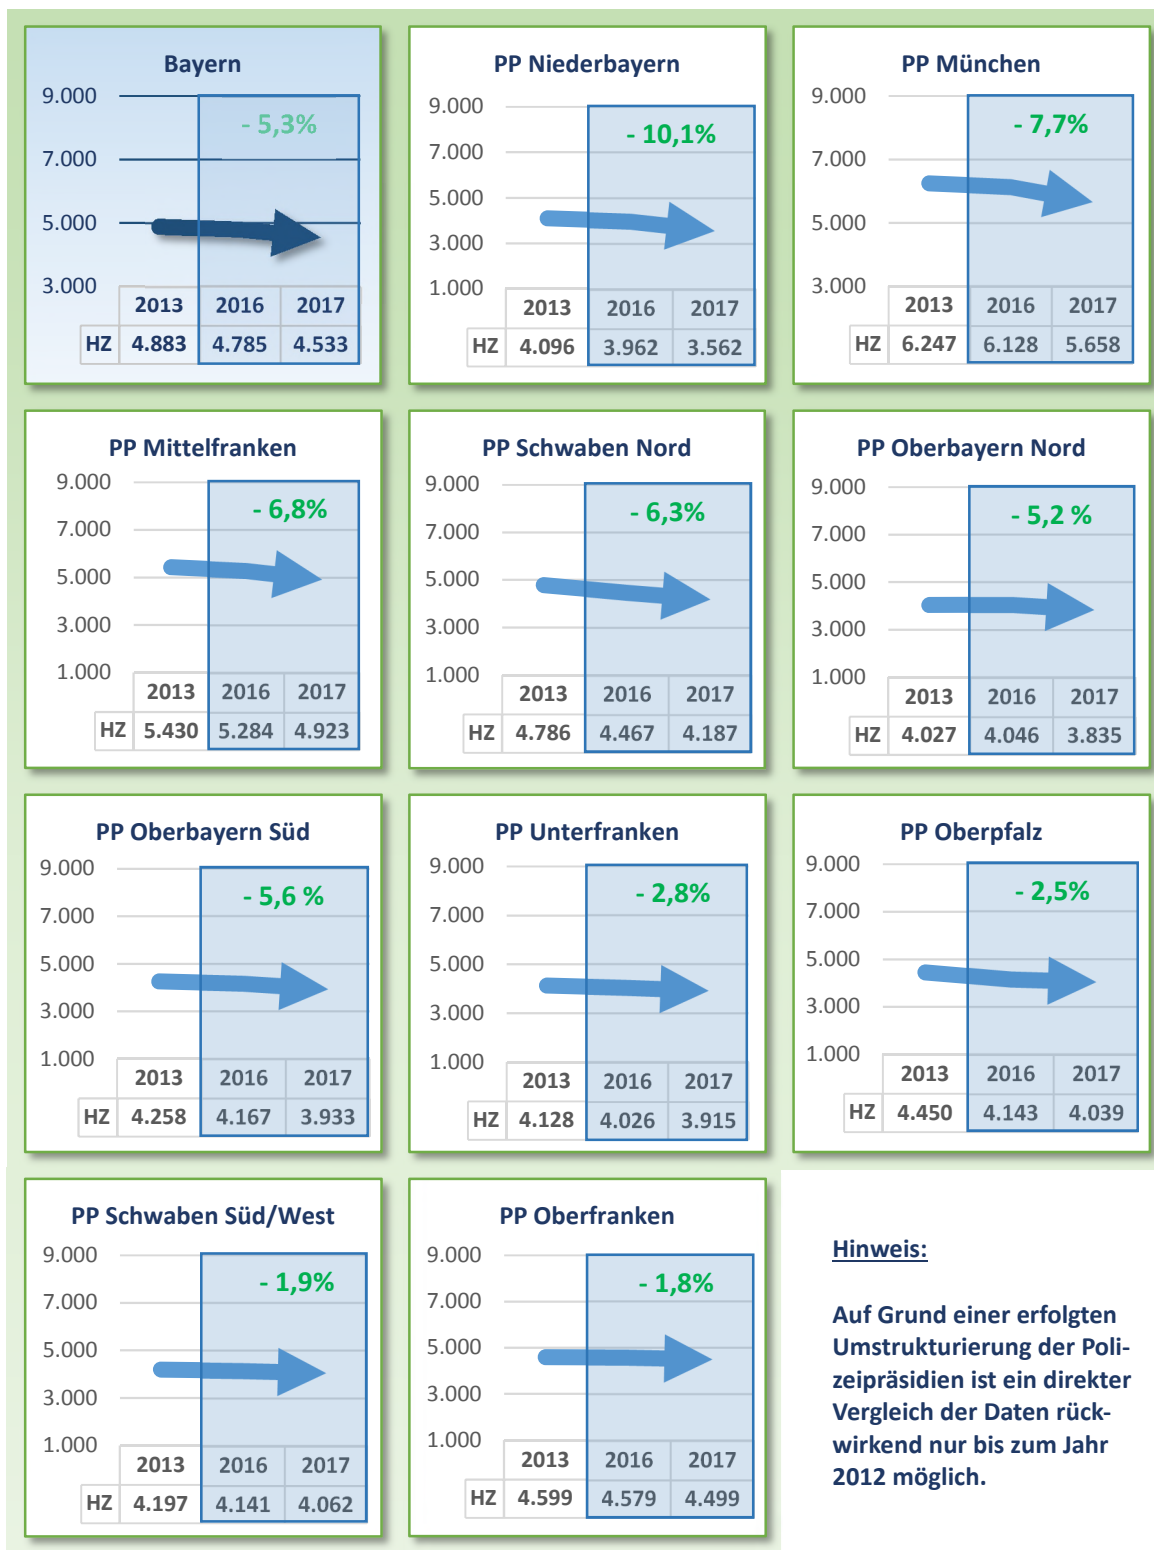 Bayern
9.000
- 5,3%
7.000
5.000
3.000
2013 2016 2017
HZ 4.883 4.785 4.533
PP Niederbayern
9.000
- 10,1%
7.000
5.000
3.000
1.000
2013 2016 2017
HZ 4.096 3.962 3.562
PP München
9.000
- 7,7%
7.000
5.000
3.000
2013 2016 2017
HZ 6.247 6.128 5.658
PP Mittelfranken
9.000
- 6,8%
7.000
5.000
3.000
1.000
2013 2016 2017
HZ 5.430 5.284 4.923
PP Schwaben Nord
9.000
- 6,3%
7.000
5.000
3.000
1.000
2013 2016 2017
HZ 4.786 4.467 4.187
PP Oberbayern Nord
9.000
- 5,2 %
7.000
5.000
3.000
1.000
2013 2016 2017
HZ 4.027 4.046 3.835
PP Oberbayern Süd
9.000
- 5,6 %
7.000
5.000
3.000
1.000
2013 2016 2017
HZ 4.258 4.167 3.933
PP Unterfranken
9.000
- 2,8%
7.000
5.000
3.000
1.000
2013 2016 2017
HZ 4.128 4.026 3.915
PP Oberpfalz
9.000
- 2,5%
7.000
5.000
3.000
1.000
2013 2016 2017
HZ 4.450 4.143 4.039
PP Schwaben Süd/West
9.000
- 1,9%
7.000
5.000
3.000
1.000
2013 2016 2017
HZ 4.197 4.141 4.062
PP Oberfranken
9.000
- 1,8%
7.000
5.000
3.000
1.000
2013 2016 2017
HZ 4.599 4.579 4.499
Hinweis:
Auf Grund einer erfolgten
Umstrukturierung der Poli-
zeipräsidien ist ein direkter
Vergleich der Daten rück-
wirkend nur bis zum Jahr
2012 möglich.